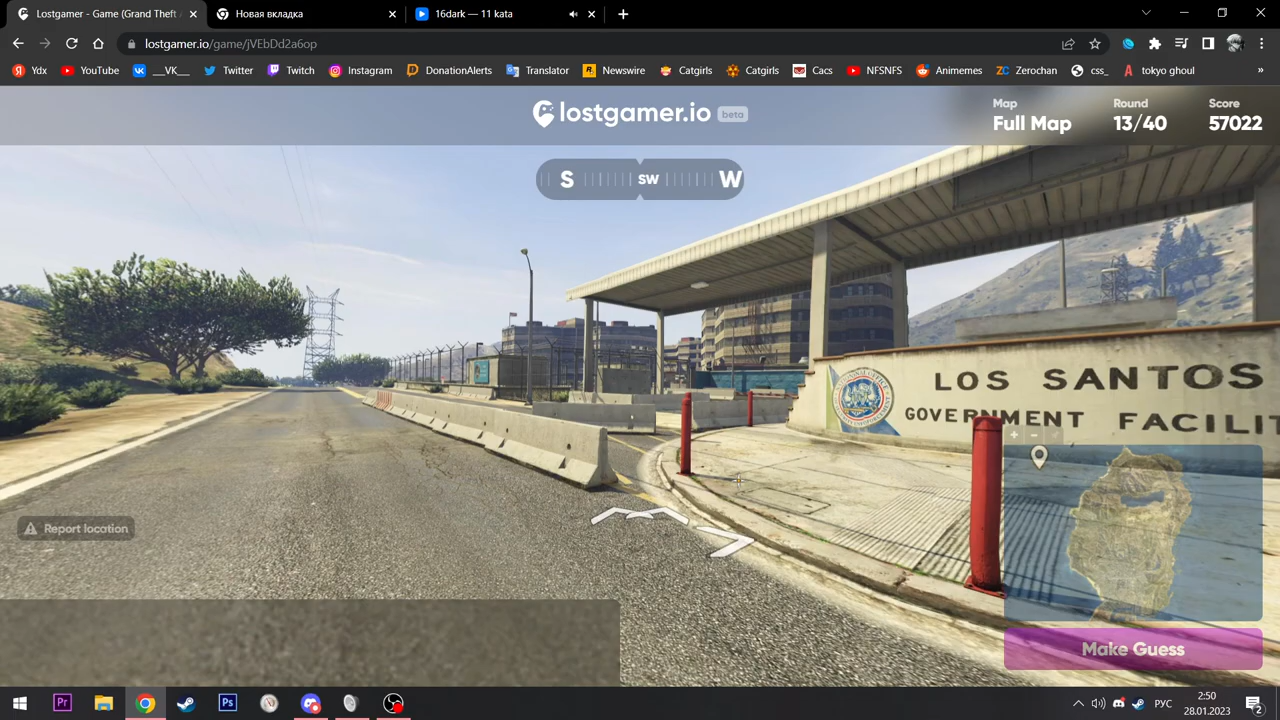 Lostgamer - Game (Grand Theft
Новая вкладка
16dark — 11 kata
lostgamer.io/game/jVEbDd2a6op
Ydx
YouTube
__VK__
Twitter
Twitch
Instagram
DonationAlerts
Translator
Newswire
Catgirls
Catgirls
Cacc
NFSNFS
Animemes
Zerochan
css_
tokyo ghoul
»
lostgamer.io beta
Map
Full Map
Round
13/40
Score
57022
S SW W
LOS SANTOS
GOVERNMENT FACILIT
Report location
Make Guess
РУС
2:50
28.01.2023
2